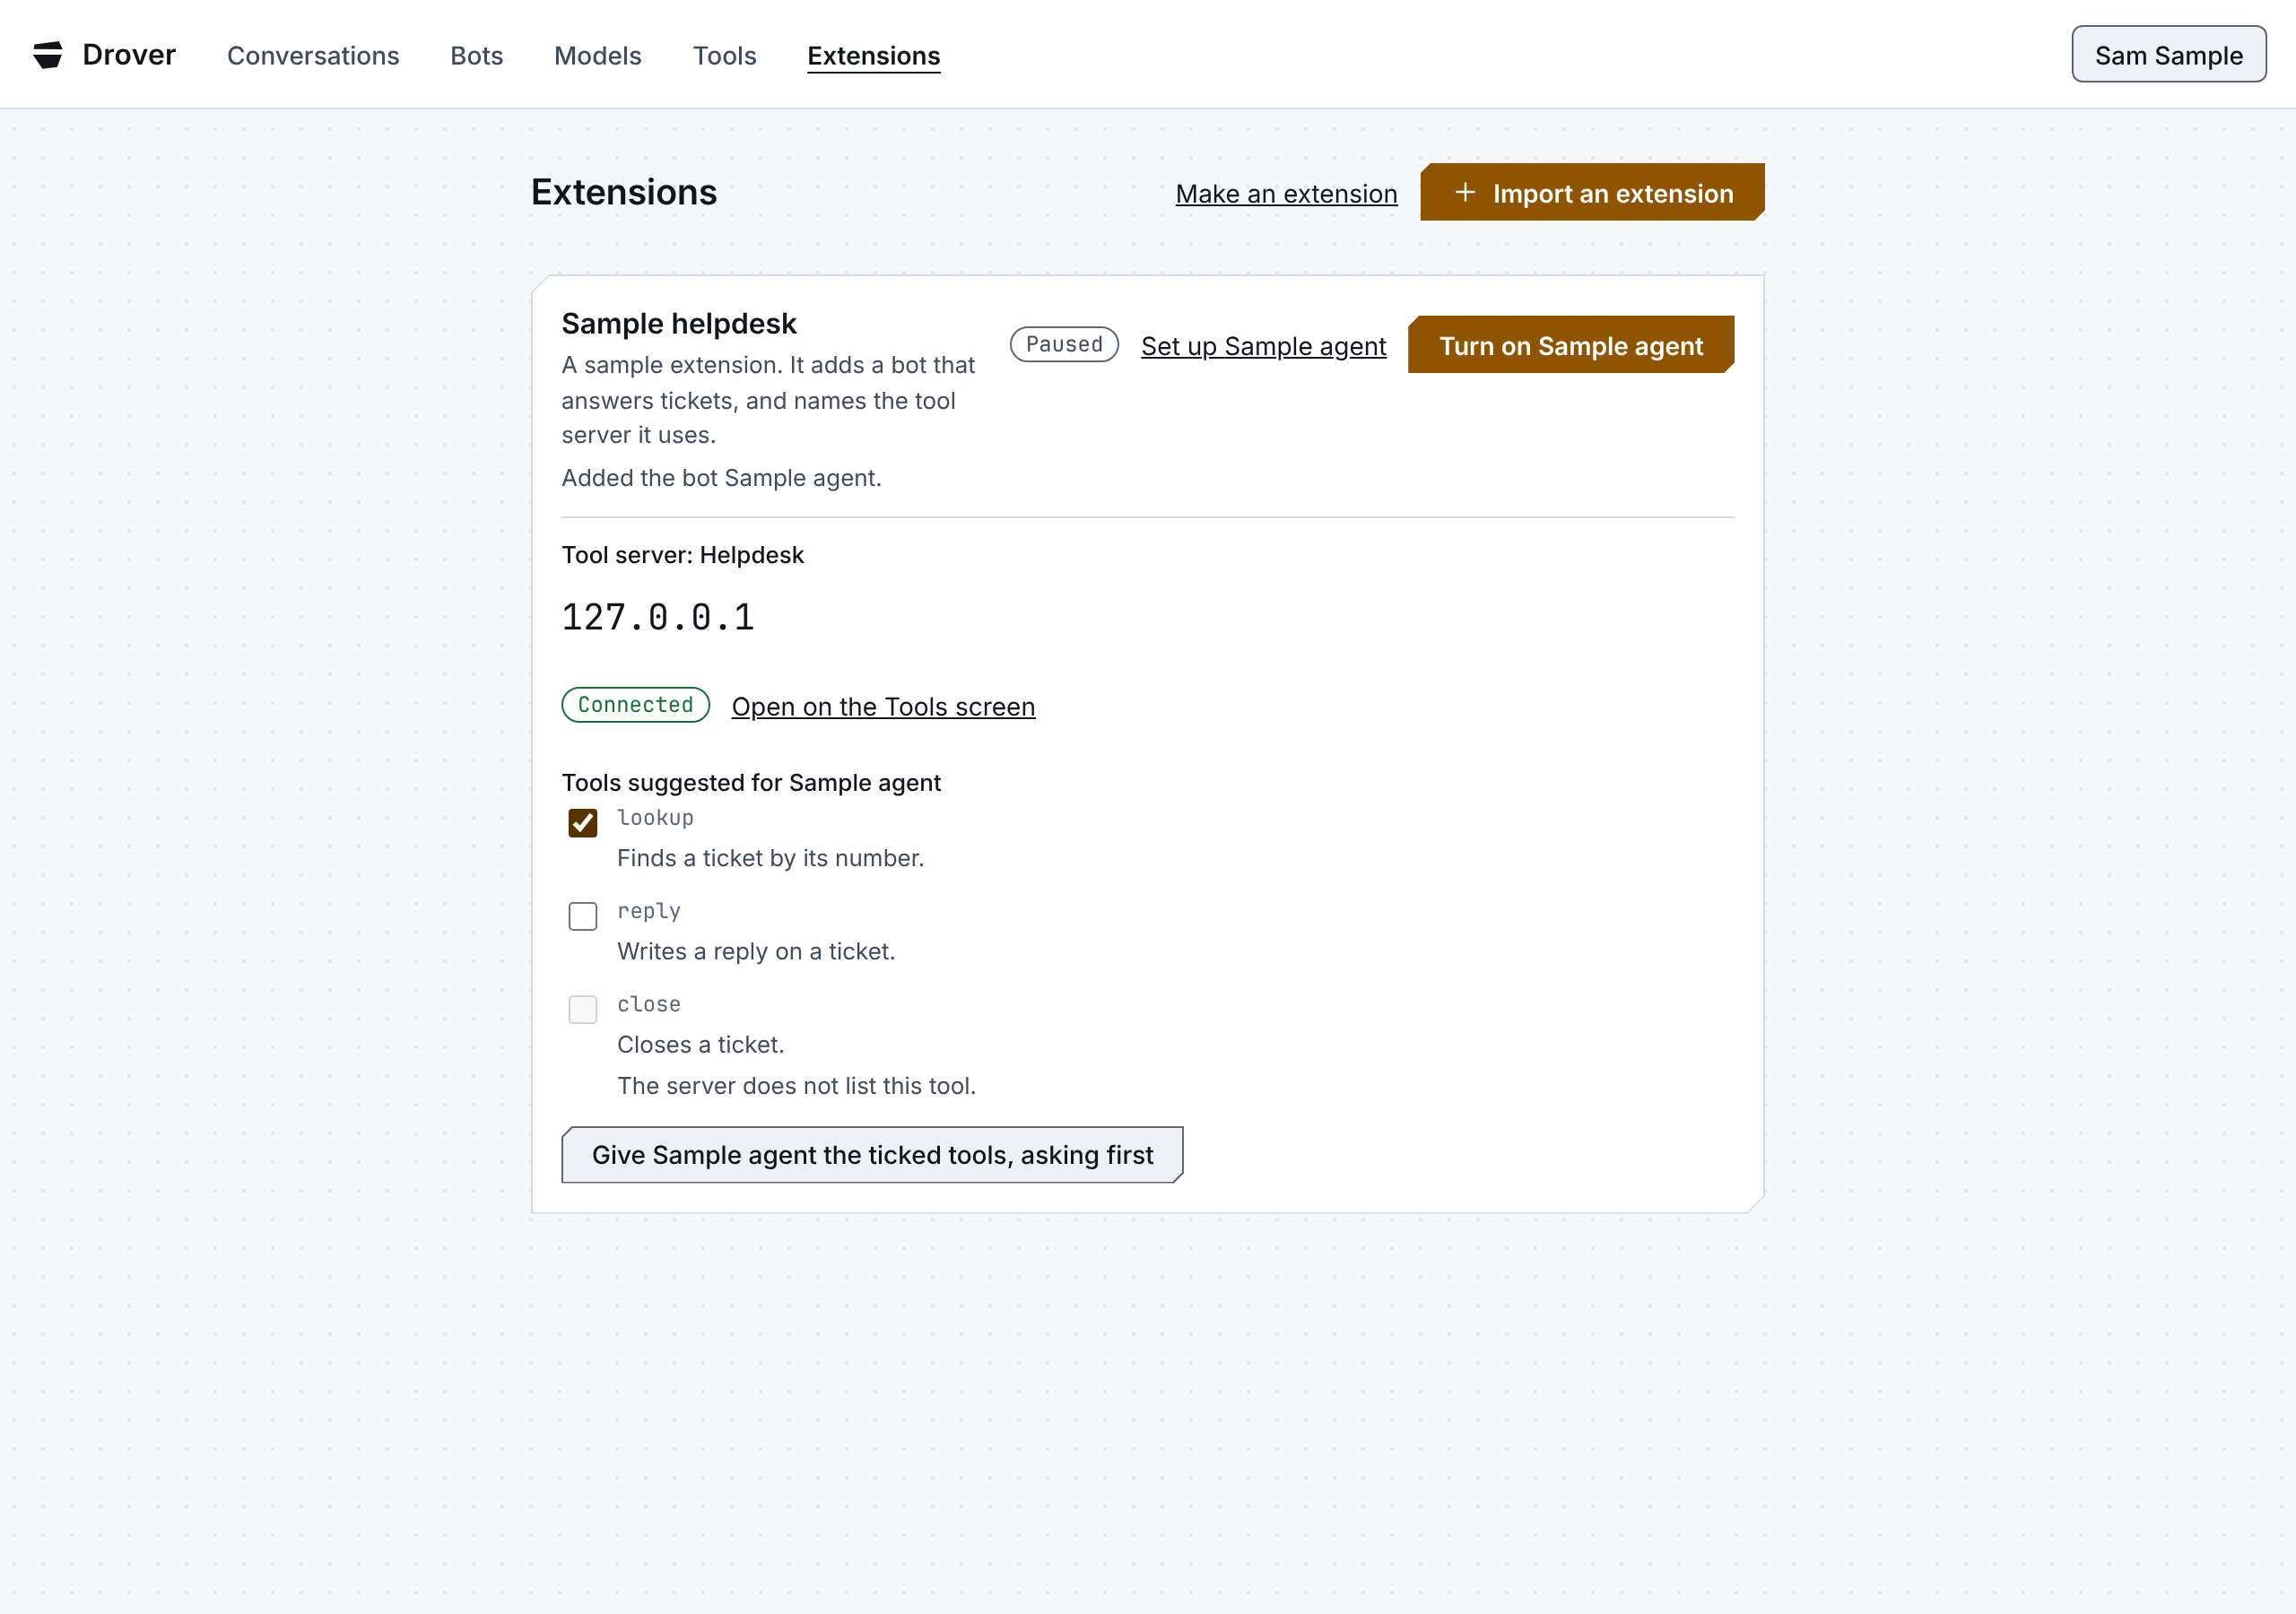 Drover
Conversations
Bots
Models
Tools
Extensions
Sam Sample
Extensions
Make an extension
+ Import an extension
Sample helpdesk
A sample extension. It adds a bot that
answers tickets, and names the tool
server it uses.
Added the bot Sample agent.
Paused
Set up Sample agent
Turn on Sample agent
Tool server: Helpdesk
127.0.0.1
Connected
Open on the Tools screen
Tools suggested for Sample agent
lookup
Finds a ticket by its number.
reply
Writes a reply on a ticket.
close
Closes a ticket.
The server does not list this tool.
Give Sample agent the ticked tools, asking first